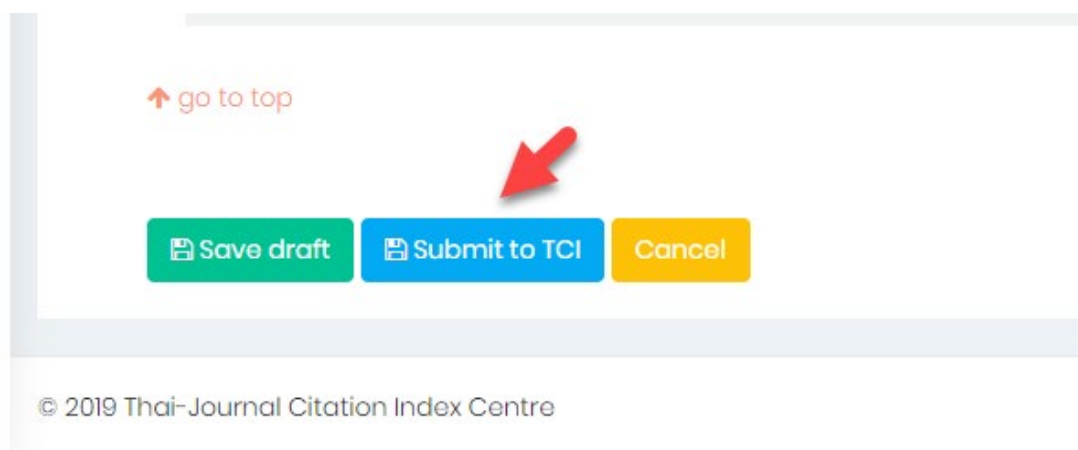 go to top
Save draft Submit to TCI Cancel
© 2019 Thai-Journal Citation Index Centre